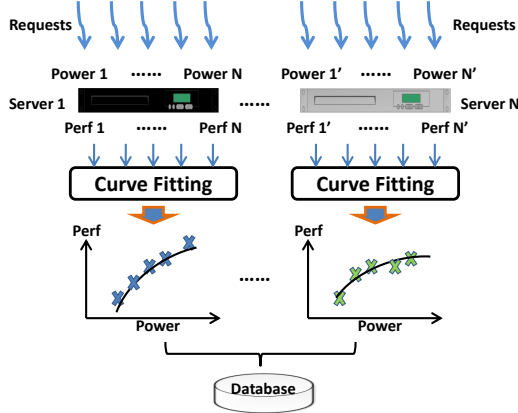 Requests Requests
Power 1 ...... Power N Power 1’ ...... Power N’
Server 1 ...... Server N
Perf 1 ...... Perf N Perf 1’ ...... Perf N’
Curve Fitting Curve Fitting
Perf Perf
......
Power Power
Database